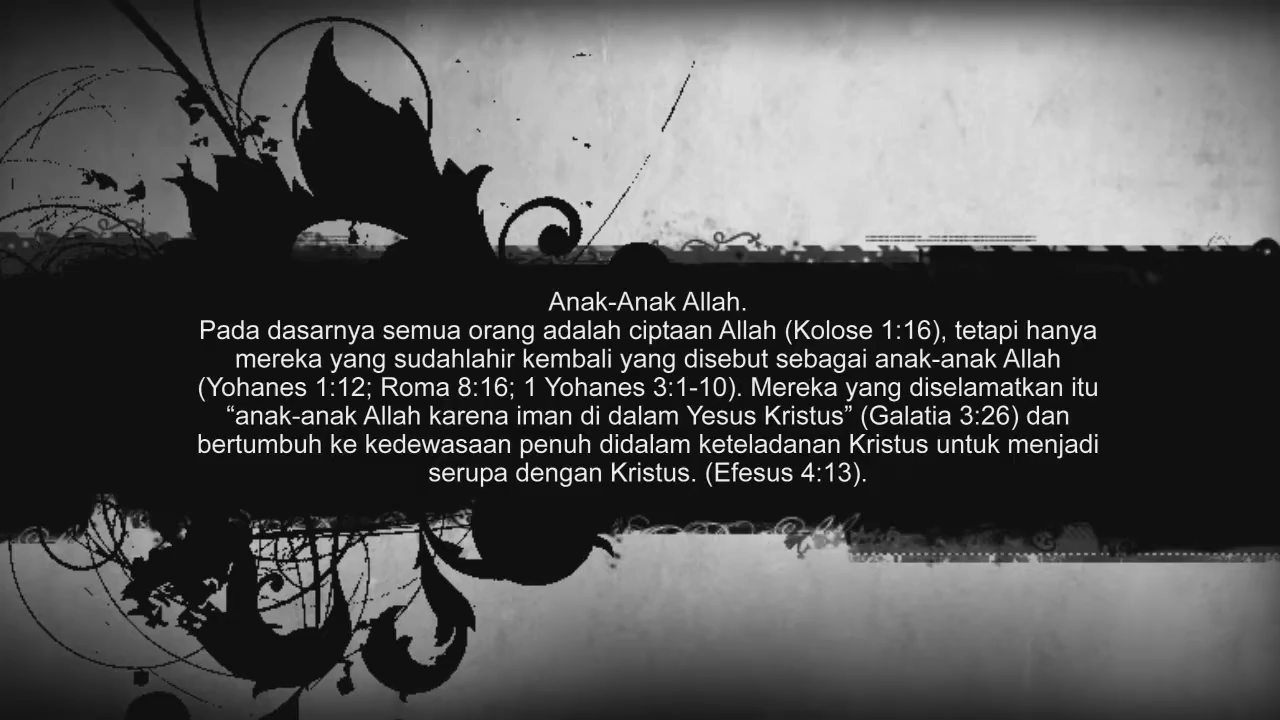 Anak-Anak Allah.
Pada dasarnya semua orang adalah ciptaan Allah (Kolose 1:16), tetapi hanya
mereka yang sudahlahir kembali yang disebut sebagai anak-anak Allah
(Yohanes 1:12; Roma 8:16; 1 Yohanes 3:1-10). Mereka yang diselamatkan itu
“anak-anak Allah karena iman di dalam Yesus Kristus” (Galatia 3:26) dan
bertumbuh ke kedewasaan penuh didalam keteladanan Kristus untuk menjadi
serupa dengan Kristus. (Efesus 4:13).